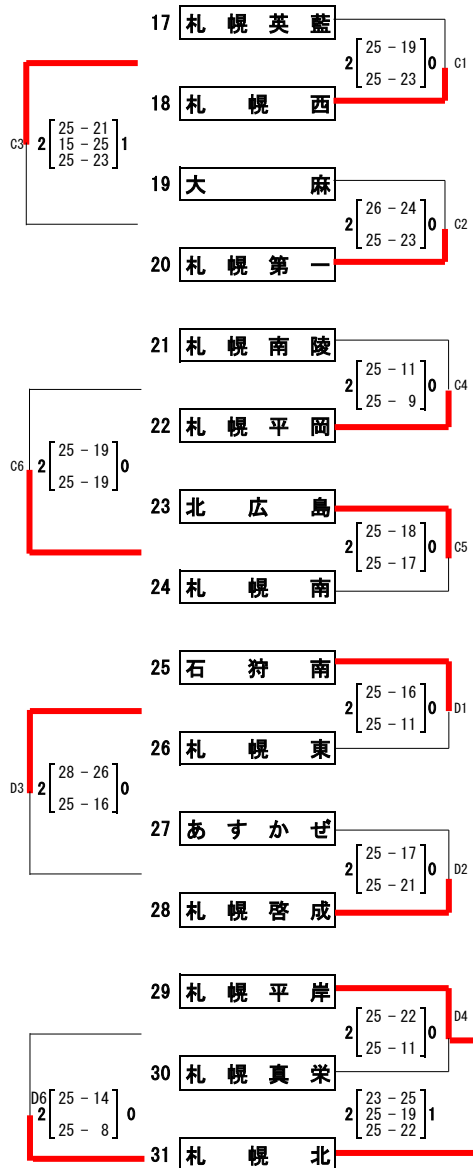 17 札幌英藍
2 [25 - 19 25 - 23] 0 C1
18 札幌西
C3 2 [25 - 21 15 - 25 25 - 23] 1
19 大麻
2 [26 - 24 25 - 23] 0 C2
20 札幌第一
21 札幌南陵
2 [25 - 11 25 - 9] 0 C4
22 札幌平岡
C6 2 [25 - 19 25 - 19] 0
23 北広島
2 [25 - 18 25 - 17] 0 C5
24 札幌南
25 石狩南
2 [25 - 16 25 - 11] 0 D1
26 札幌東
D3 2 [28 - 26 25 - 16] 0
27 あすかぜ
2 [25 - 17 25 - 21] 0 D2
28 札幌啓成
29 札幌平岸
2 [25 - 22 25 - 11] 0 D4
30 札幌真栄
D6 2 [25 - 14 25 - 8] 0
2 [23 - 25 25 - 19 25 - 22] 1
31 札幌北